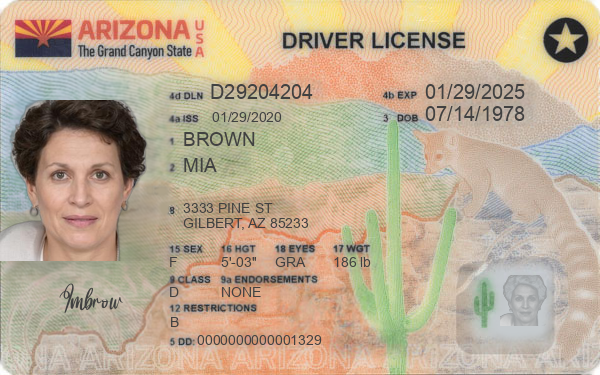 ARIZONA USA
The Grand Canyon State
DRIVER LICENSE
4d DLN D29204204
4b EXP 01/29/2025
4a ISS 01/29/2020
3 DOB 07/14/1978
1 BROWN
2 MIA
8 3333 PINE ST
GILBERT, AZ 85233
15 SEX 16 HGT 18 EYES 17 WGT
F 5'-03" GRA 186 lb
9 CLASS 9a ENDORSEMENTS
D NONE
12 RESTRICTIONS
B
5 DD: 0000000000001329
ARIZONA ARIZONA ARIZONA ARIZONA